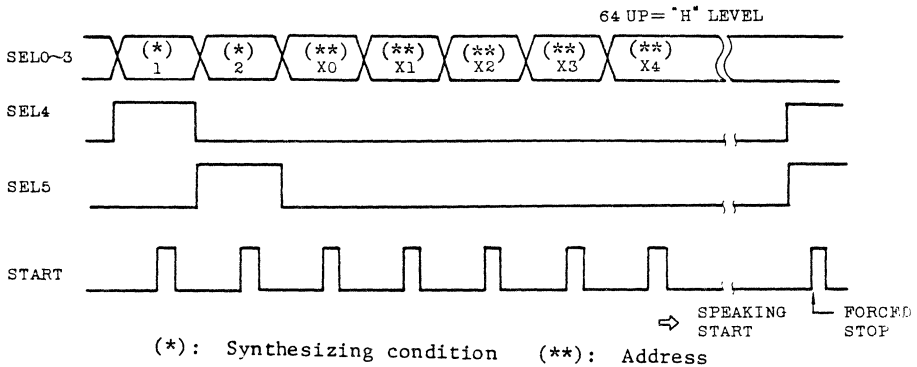 64 UP= "H" LEVEL
SEL0~3
(*) (*) (**) (**) (**) (**) (**)
1 2 X0 X1 X2 X3 X4
SEL4
SEL5
START
⇨ SPEAKING START
FORCED STOP
(*): Synthesizing condition (**): Address